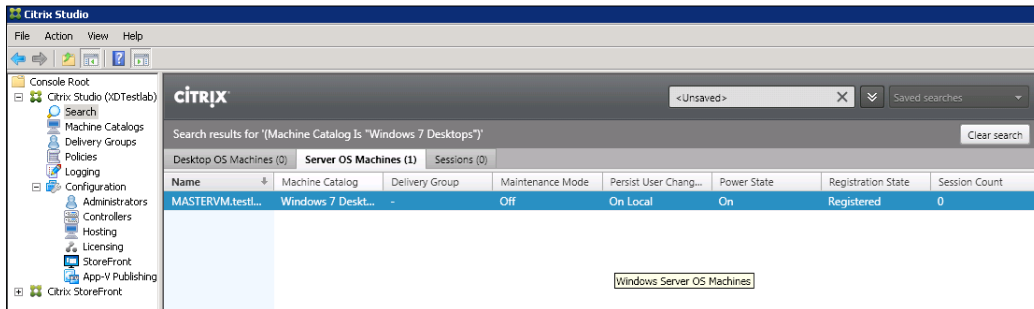 Citrix Studio
File Action View Help
Console Root
Citrix Studio (XDTestlab)
Search
Machine Catalogs
Delivery Groups
Policies
Logging
Configuration
Administrators
Controllers
Hosting
Licensing
StoreFront
App-V Publishing
Citrix StoreFront
CITRIX
<Unsaved>
Saved searches
Search results for '(Machine Catalog Is "Windows 7 Desktops")'
Clear search
Desktop OS Machines (0) Server OS Machines (1) Sessions (0)
Name Machine Catalog Delivery Group Maintenance Mode Persist User Chang... Power State Registration State Session Count
MASTERVM.testl... Windows 7 Deskt... - Off On Local On Registered 0
Windows Server OS Machines